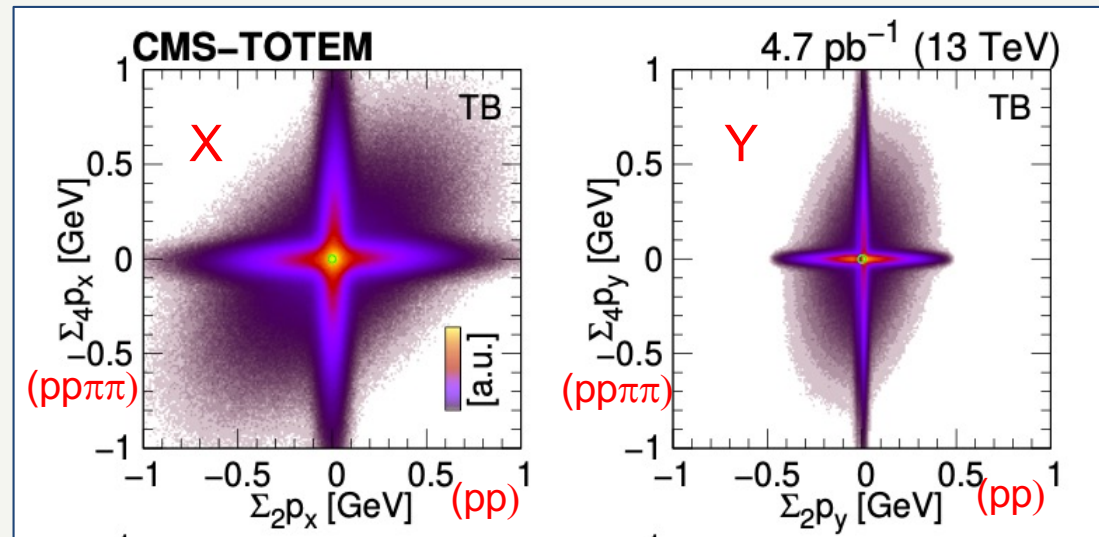 CMS-TOTEM
4.7 pb⁻¹ (13 TeV)
X
TB
Σ₄pₓ [GeV]
(ppππ)
1
0.5
0
-0.5
-1
[a.u.]
-1 -0.5 0 0.5 1
Σ₂pₓ [GeV] (pp)
Y
TB
Σ₄p_y [GeV]
(ppππ)
1
0.5
0
-0.5
-1
-1 -0.5 0 0.5 1
Σ₂p_y [GeV] (pp)